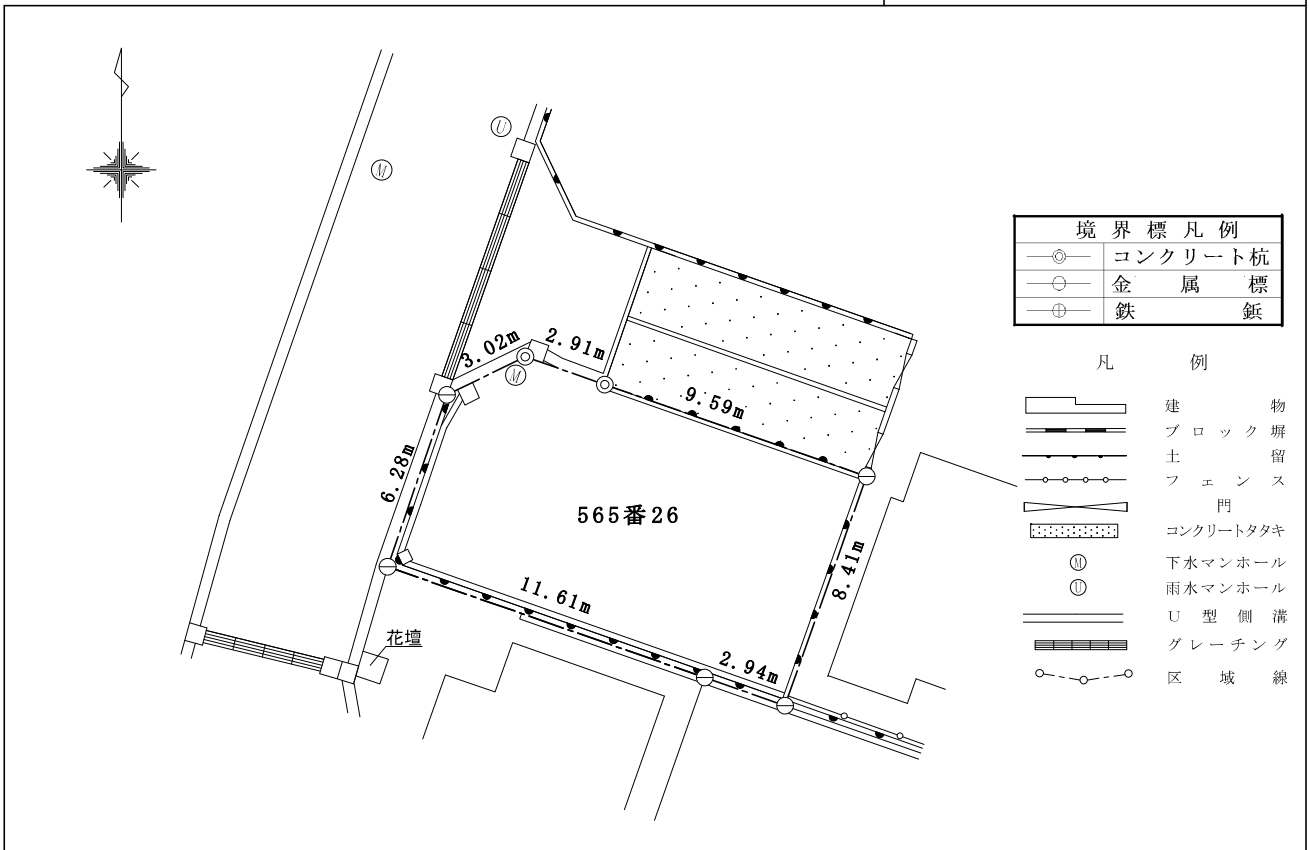 U
M
3.02m
2.91m
M
9.59m
6.28m
565番26
8.41m
11.61m
2.94m
花壇
境界標凡例
コンクリート杭
金属標
鉄鋲
凡例
建物
ブロック塀
土留
フェンス
門
コンクリートタタキ
M 下水マンホール
U 雨水マンホール
U型側溝
グレーチング
区域線